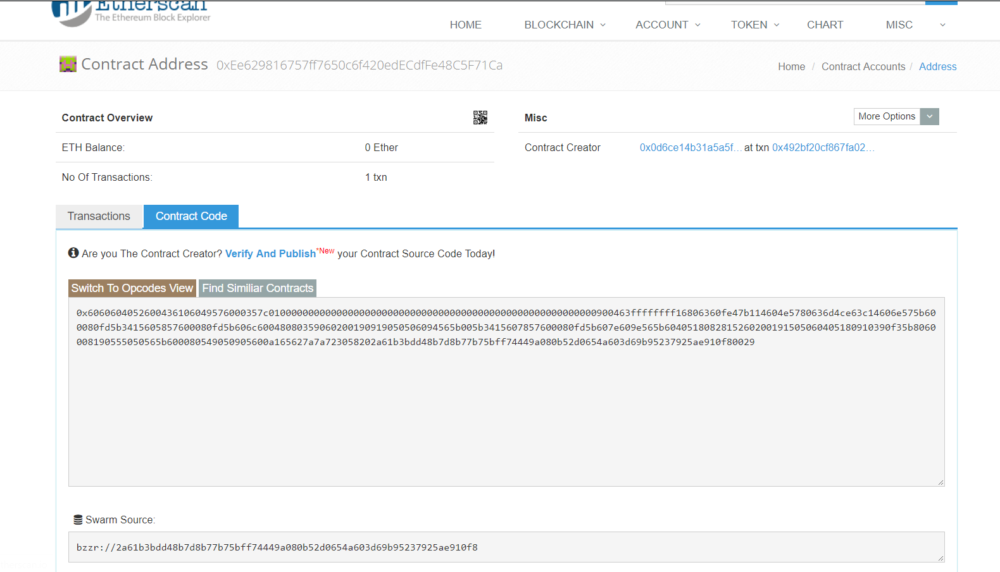 Etherscan
The Ethereum Block Explorer
HOME BLOCKCHAIN ACCOUNT TOKEN CHART MISC
Contract Address 0xEe629816757ff7650c6f420edECdfFe48C5F71Ca
Home / Contract Accounts / Address
Contract Overview
ETH Balance: 0 Ether
No Of Transactions: 1 txn
Misc
More Options
Contract Creator 0x0d6ce14b31a5a5f... at txn 0x492bf20cf867fa02...
Transactions Contract Code
Are you The Contract Creator? Verify And Publish*New your Contract Source Code Today!
Switch To Opcodes View Find Similiar Contracts
0x6060604052600436106049576000357c0100000000000000000000000000000000000000000000000000000000900463ffffffff16806360fe47b114604e5780636d4ce63c14606e575b60
0080fd5b3415605857600080fd5b606c6004808035906020019091905050506094565b005b3415607857600080fd5b607e609e565b6040518082815260200191505060405180910390f35b8060
008190555050565b600080549050905600a165627a7a723058202a61b3bdd48b7d8b77b75bff74449a080b52d0654a603d69b95237925ae910f80029
Swarm Source:
bzzr://2a61b3bdd48b7d8b77b75bff74449a080b52d0654a603d69b95237925ae910f8